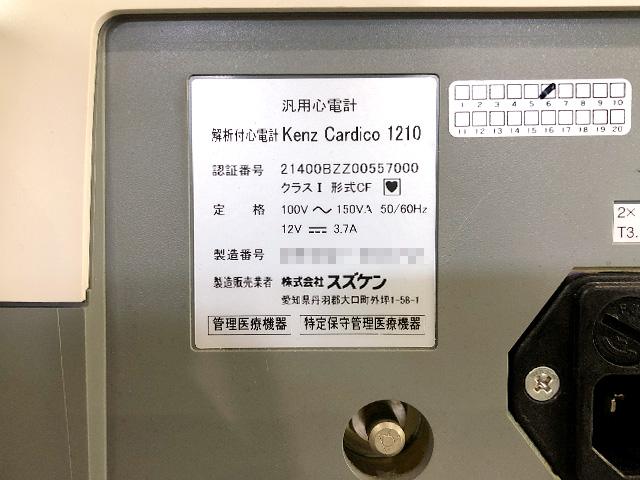 汎用心電計
解析付心電計 Kenz Cardico 1210
認証番号 21400BZZ00557000
クラスⅠ 形式CF
定 格 100V ～ 150VA 50/60Hz
12V ⎓ 3.7A
製造番号
製造販売業者 株式会社 スズケン
愛知県丹羽郡大口町外坪1-58-1
管理医療機器 特定保守管理医療機器
1 2 3 4 5 6 7 8 9 10
11 12 13 14 15 16 17 18 19 20
2×
T3.